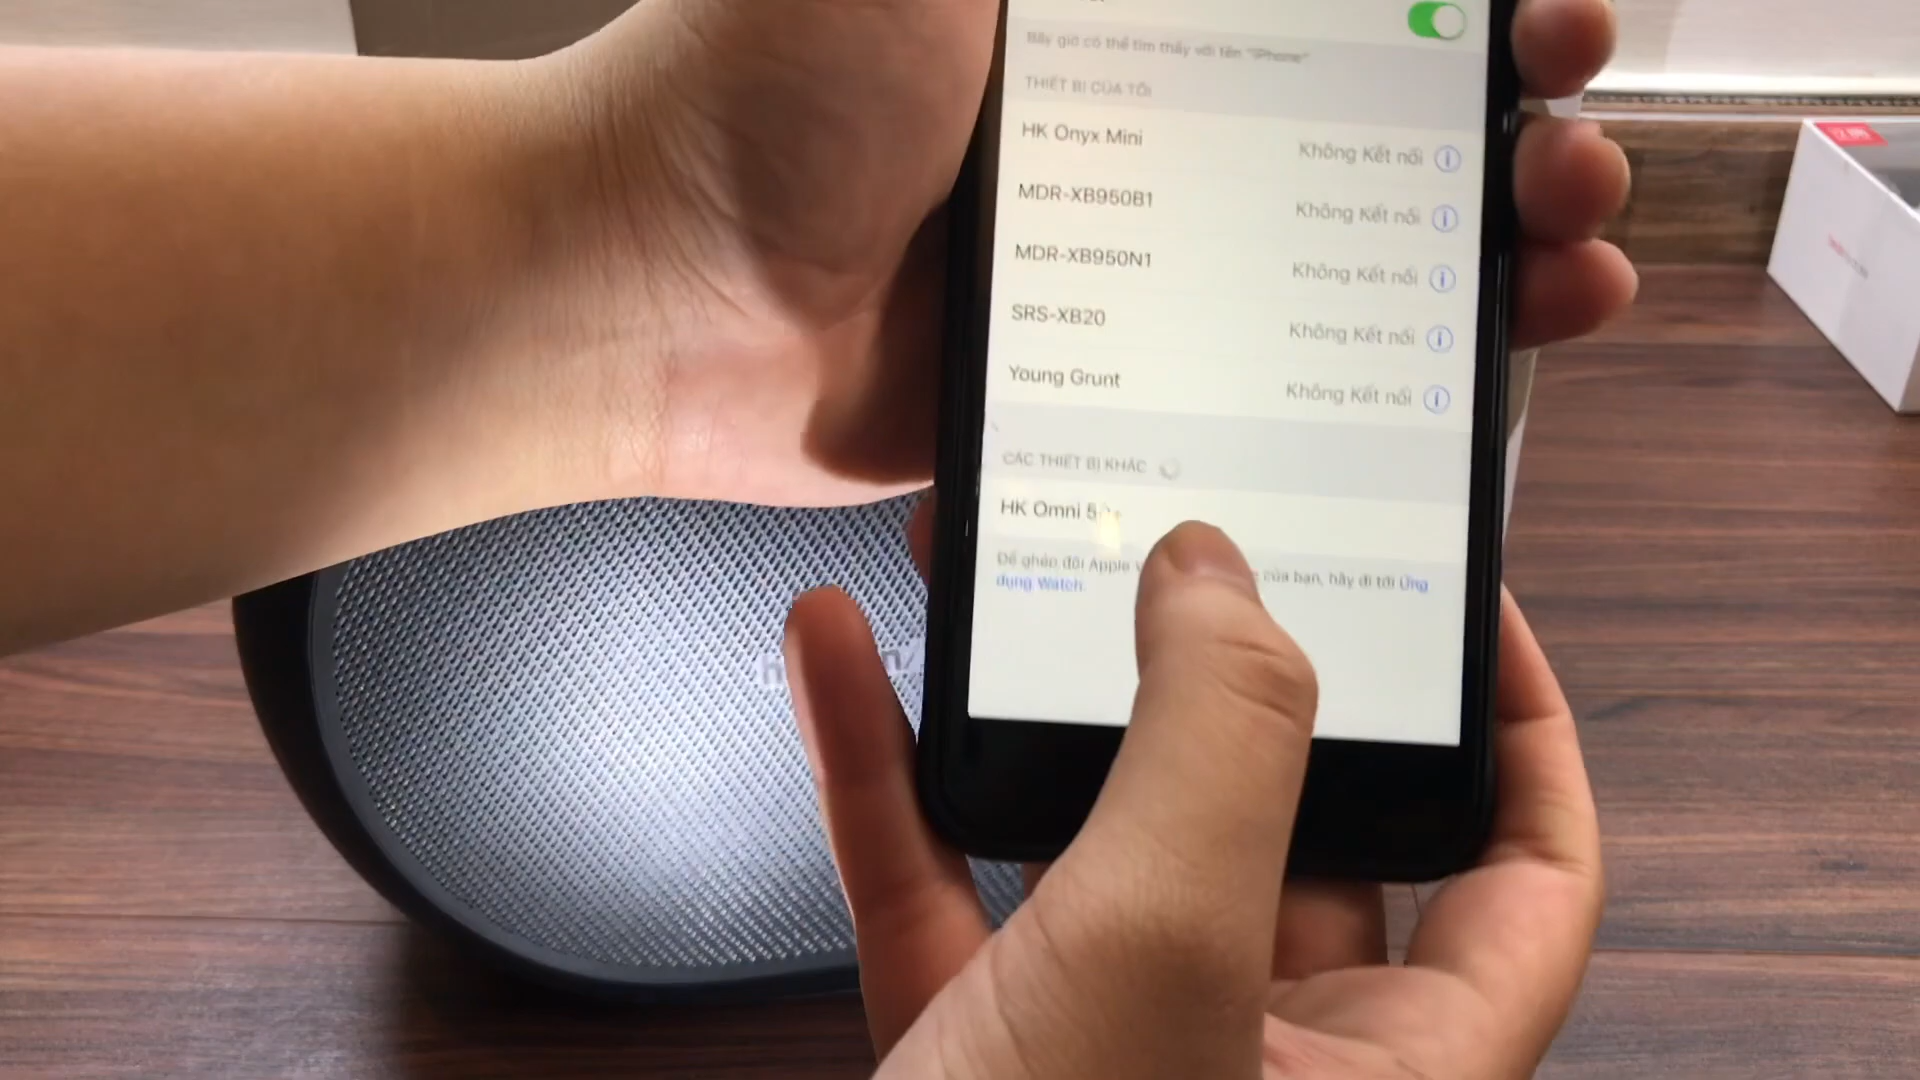 Bây giờ có thể tìm thấy với tên "iPhone"
THIẾT BỊ CỦA TÔI
HK Onyx Mini Không Kết nối
MDR-XB950B1 Không Kết nối
MDR-XB950N1 Không Kết nối
SRS-XB20 Không Kết nối
Young Grunt Không Kết nối
CÁC THIẾT BỊ KHÁC
HK Omni
Để ghép đôi Apple của bạn, hãy đi tới Ứng
dụng Watch.